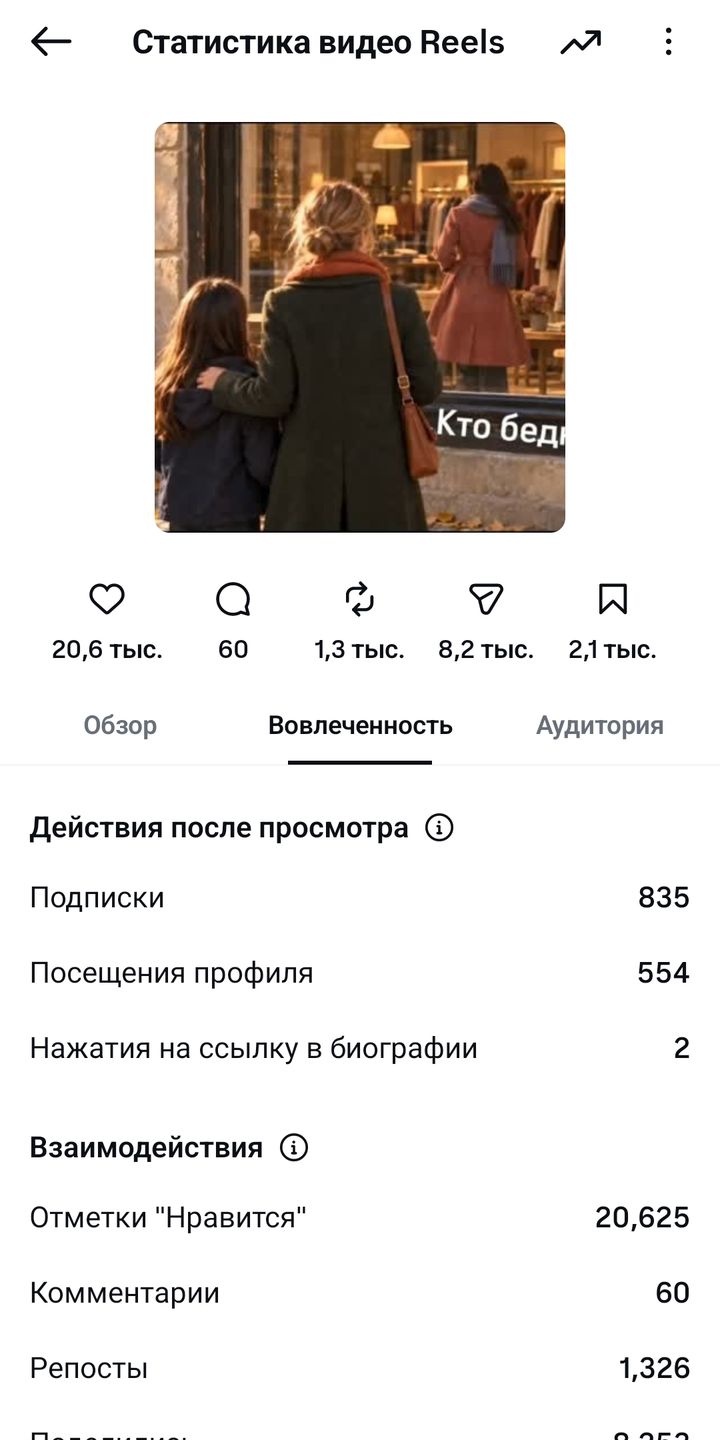 Статистика видео Reels
Кто бед
20,6 тыс.
60
1,3 тыс.
8,2 тыс.
2,1 тыс.
Обзор
Вовлеченность
Аудитория
Действия после просмотра
Подписки 835
Посещения профиля 554
Нажатия на ссылку в биографии 2
Взаимодействия
Отметки "Нравится" 20,625
Комментарии 60
Репосты 1,326